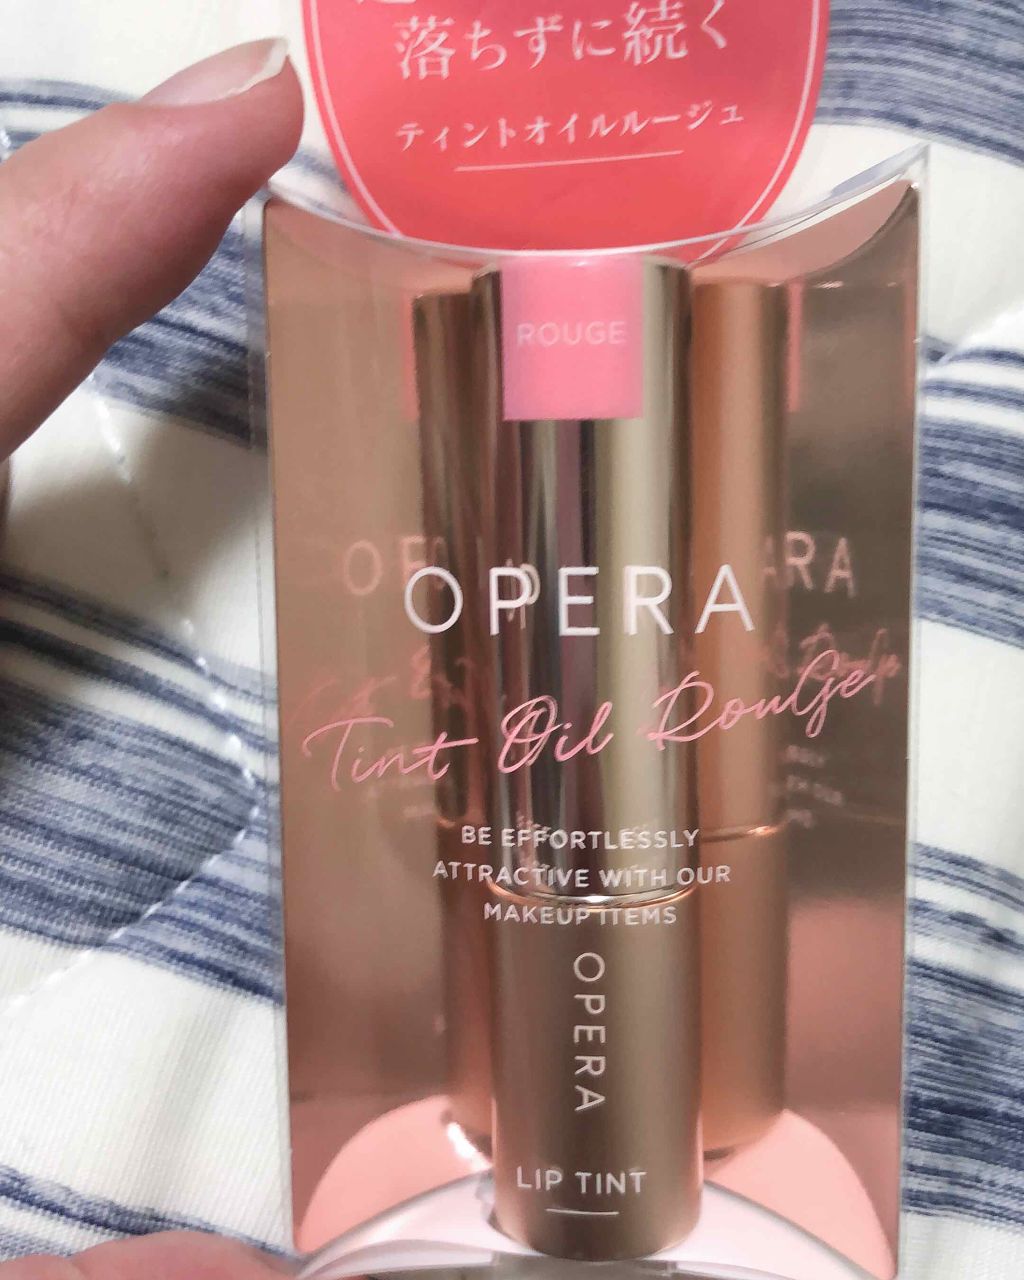 落ちずに続く
ティントオイルルージュ
ROUGE
OPERA
Tint Oil Rouge
BE EFFORTLESSLY
ATTRACTIVE WITH OUR
MAKEUP ITEMS
OPERA
LIP TINT